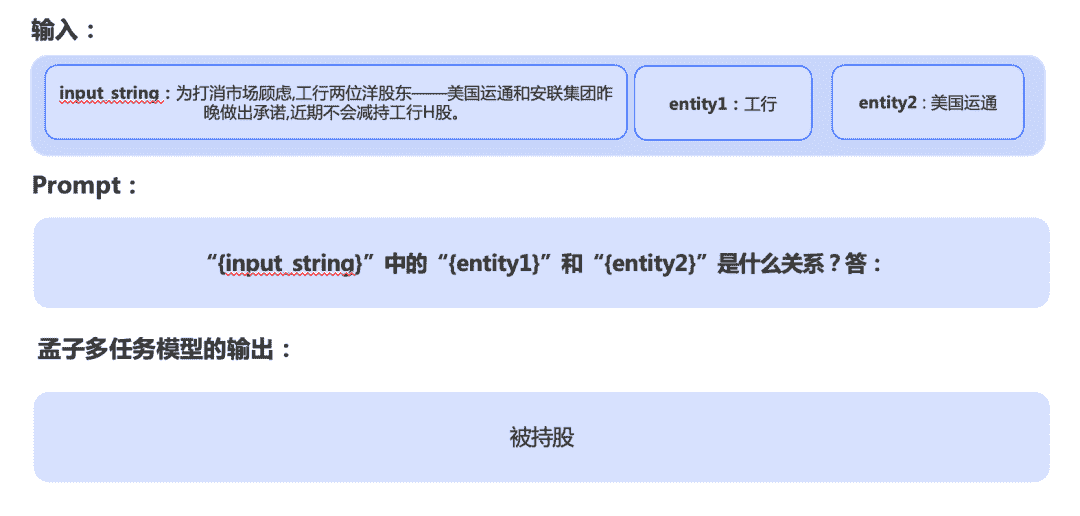 输入：
input_string：为打消市场顾虑,工行两位洋股东——美国运通和安联集团昨
晚做出承诺,近期不会减持工行H股。
entity1：工行
entity2 : 美国运通
Prompt：
“{input_string}”中的“{entity1}”和“{entity2}”是什么关系？答：
孟子多任务模型的输出：
被持股